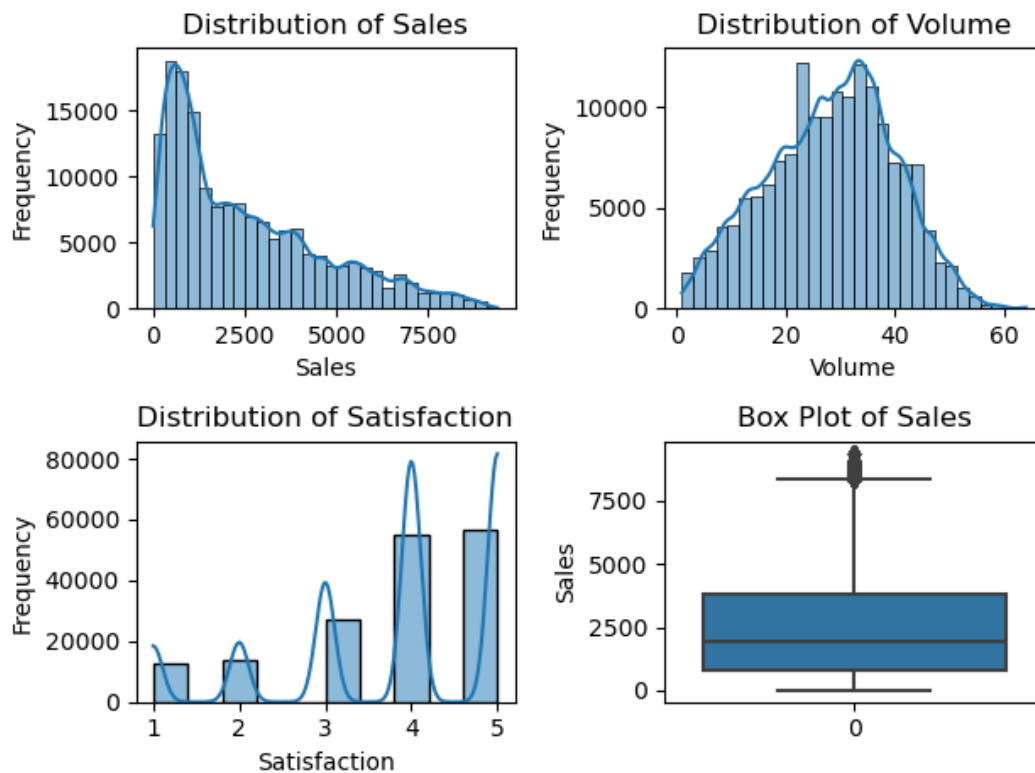 Distribution of Sales
Frequency
15000
10000
5000
0
0 2500 5000 7500
Sales
Distribution of Volume
Frequency
10000
5000
0
0 20 40 60
Volume
Distribution of Satisfaction
Frequency
80000
60000
40000
20000
0
1 2 3 4 5
Satisfaction
Box Plot of Sales
Sales
7500
5000
2500
0
0